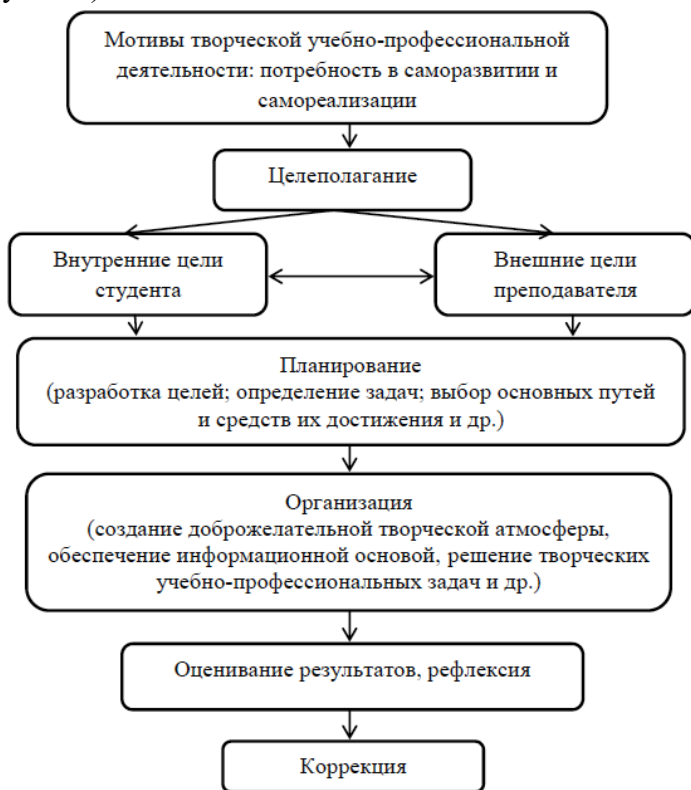 Мотивы творческой учебно-профессиональной
деятельности: потребность в саморазвитии и
самореализации
Целеполагание
Внутренние цели
студента
Внешние цели
преподавателя
Планирование
(разработка целей; определение задач; выбор основных путей
и средств их достижения и др.)
Организация
(создание доброжелательной творческой атмосферы,
обеспечение информационной основой, решение творческих
учебно-профессиональных задач и др.)
Оценивание результатов, рефлексия
Коррекция